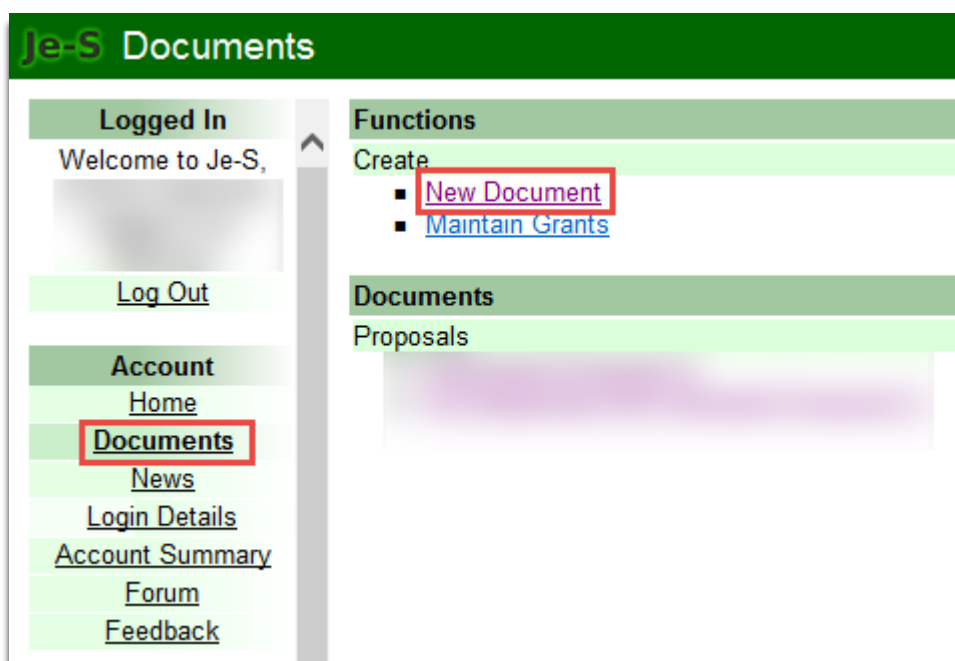 Je-S Documents
Logged In
Welcome to Je-S,
Log Out
Account
Home
Documents
News
Login Details
Account Summary
Forum
Feedback
Functions
Create
New Document
Maintain Grants
Documents
Proposals